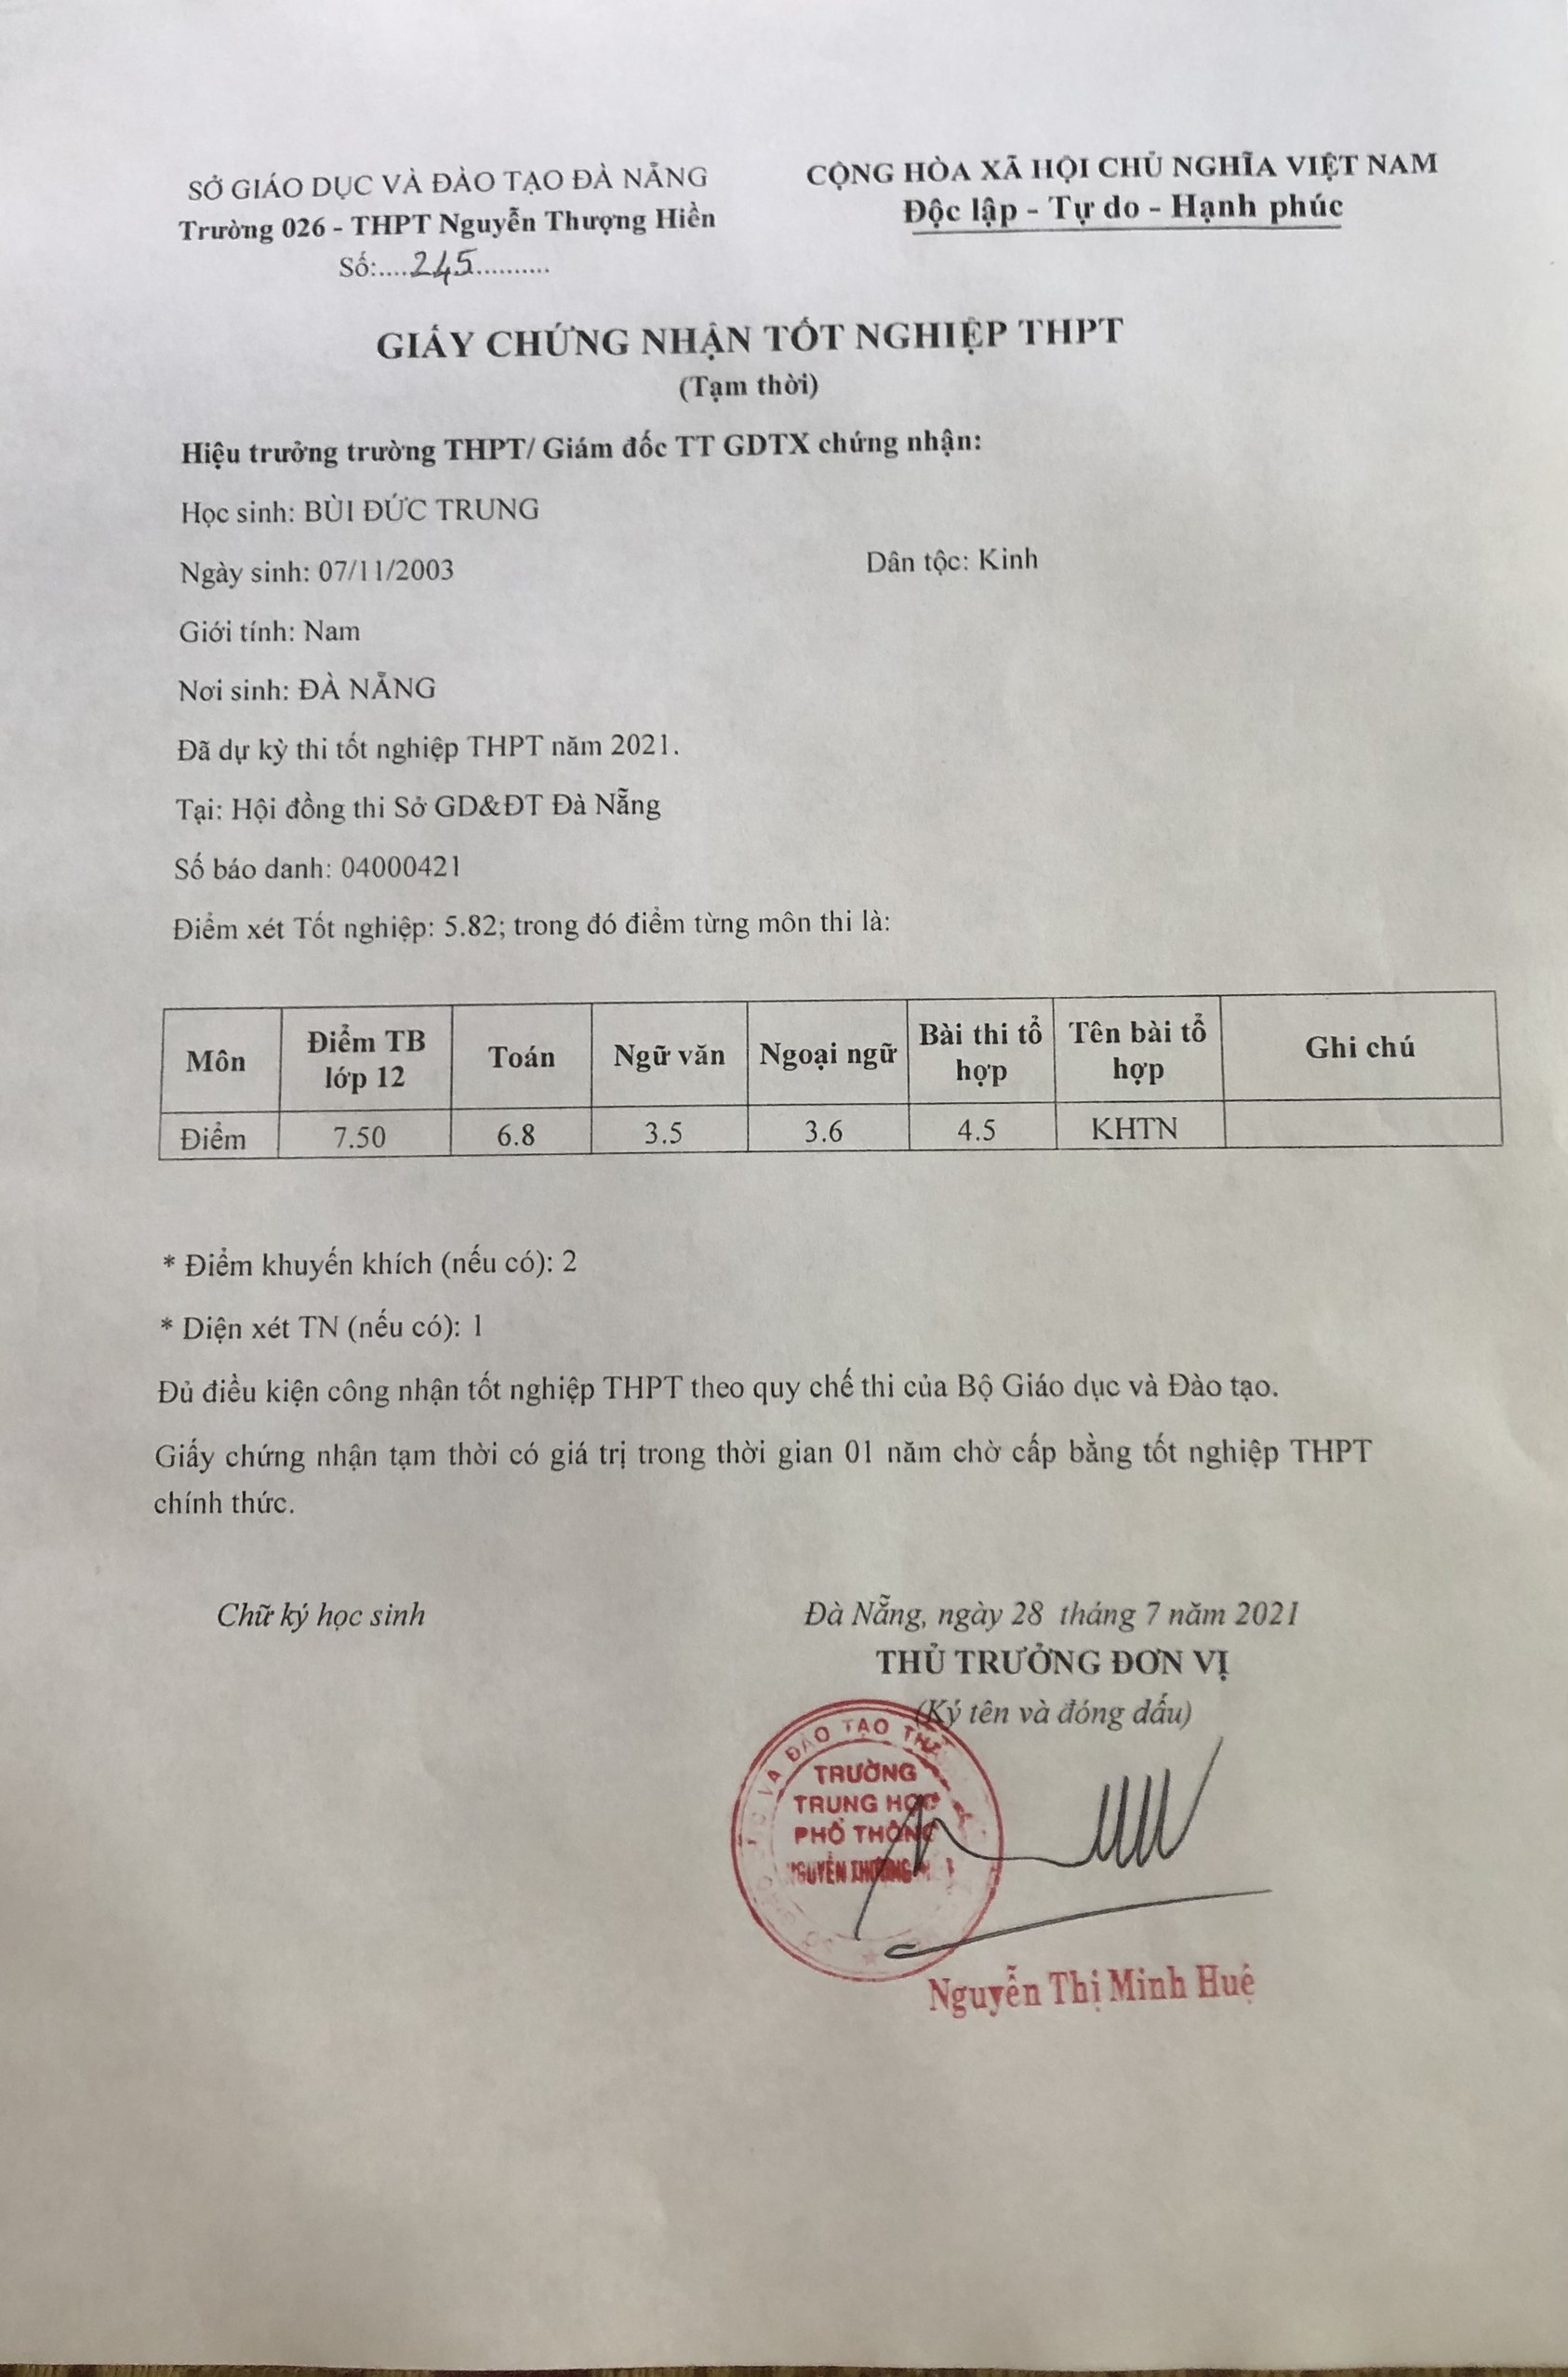 SỞ GIÁO DỤC VÀ ĐÀO TẠO ĐÀ NẴNG
Trường 026 - THPT Nguyễn Thượng Hiền
Số:....245...........
CỘNG HÒA XÃ HỘI CHỦ NGHĨA VIỆT NAM
Độc lập - Tự do - Hạnh phúc
GIẤY CHỨNG NHẬN TỐT NGHIỆP THPT
(Tạm thời)
Hiệu trưởng trường THPT/ Giám đốc TT GDTX chứng nhận:
Học sinh: BÙI ĐỨC TRUNG
Ngày sinh: 07/11/2003 Dân tộc: Kinh
Giới tính: Nam
Nơi sinh: ĐÀ NẴNG
Đã dự kỳ thi tốt nghiệp THPT năm 2021.
Tại: Hội đồng thi Sở GD&ĐT Đà Nẵng
Số báo danh: 04000421
Điểm xét Tốt nghiệp: 5.82; trong đó điểm từng môn thi là:
Môn Điểm TB lớp 12 Toán Ngữ văn Ngoại ngữ Bài thi tổ hợp Tên bài tổ hợp Ghi chú
Điểm 7.50 6.8 3.5 3.6 4.5 KHTN
* Điểm khuyến khích (nếu có): 2
* Diện xét TN (nếu có): 1
Đủ điều kiện công nhận tốt nghiệp THPT theo quy chế thi của Bộ Giáo dục và Đào tạo.
Giấy chứng nhận tạm thời có giá trị trong thời gian 01 năm chờ cấp bằng tốt nghiệp THPT
chính thức.
Chữ ký học sinh
Đà Nẵng, ngày 28 tháng 7 năm 2021
THỦ TRƯỞNG ĐƠN VỊ
(Ký tên và đóng dấu)
VÀ ĐÀO TẠO
TRƯỜNG
TRUNG HỌC
PHỔ THÔNG
NGUYỄN THƯỢNG
Nguyễn Thị Minh Huệ